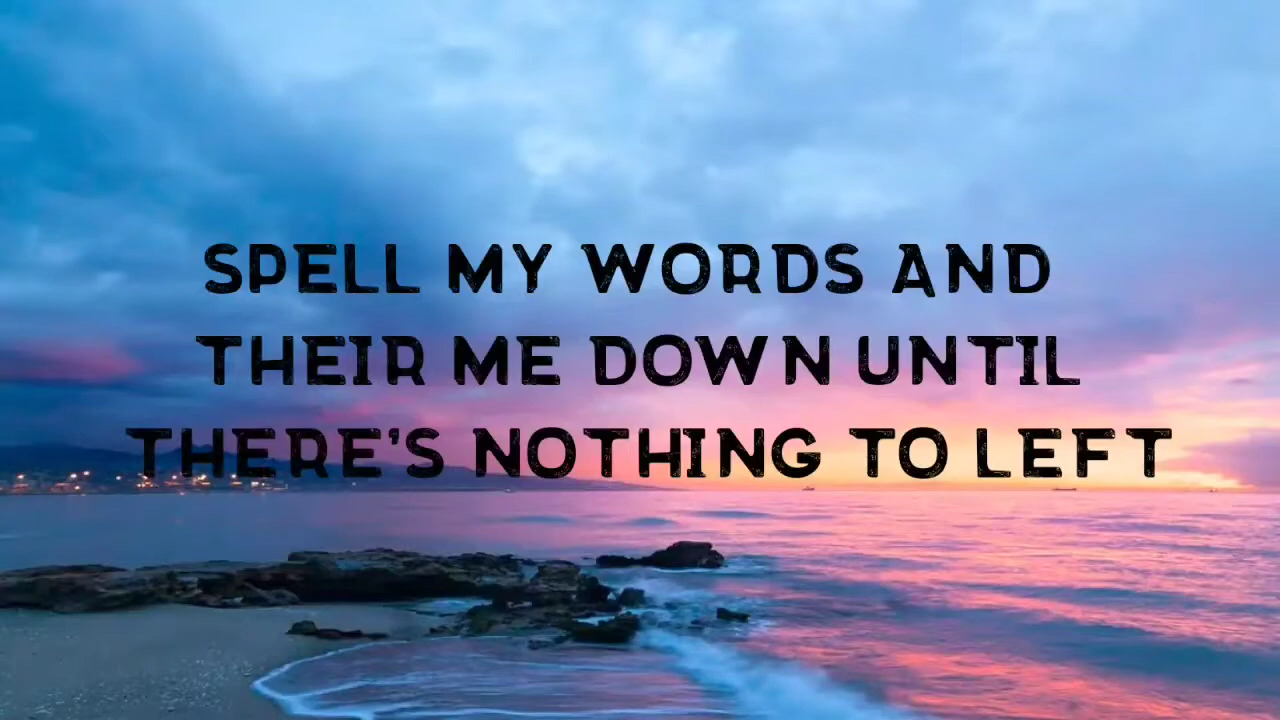 SPELL MY WORDS AND
THEIR ME DOWN UNTIL
THERE'S NOTHING TO LEFT